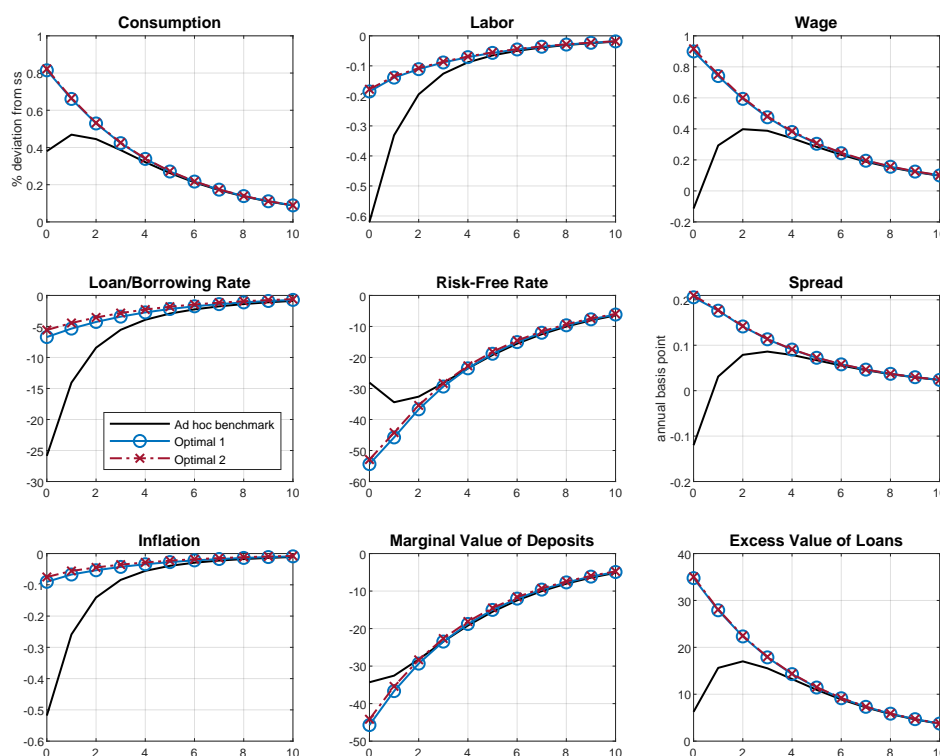 Consumption
% deviation from ss
1
0.8
0.6
0.4
0.2
0
0 2 4 6 8 10
Labor
0
-0.1
-0.2
-0.3
-0.4
-0.5
-0.6
0 2 4 6 8 10
Wage
1
0.8
0.6
0.4
0.2
0
-0.2
0 2 4 6 8 10
Loan/Borrowing Rate
0
-5
-10
-15
-20
-25
-30
Ad hoc benchmark
Optimal 1
Optimal 2
0 2 4 6 8 10
Risk-Free Rate
0
-10
-20
-30
-40
-50
-60
0 2 4 6 8 10
Spread
annual basis point
0.2
0.1
0
-0.1
-0.2
0 2 4 6 8 10
Inflation
0
-0.1
-0.2
-0.3
-0.4
-0.5
-0.6
0 2 4 6 8 10
Marginal Value of Deposits
0
-10
-20
-30
-40
-50
0 2 4 6 8 10
Excess Value of Loans
40
30
20
10
0
0 2 4 6 8 10